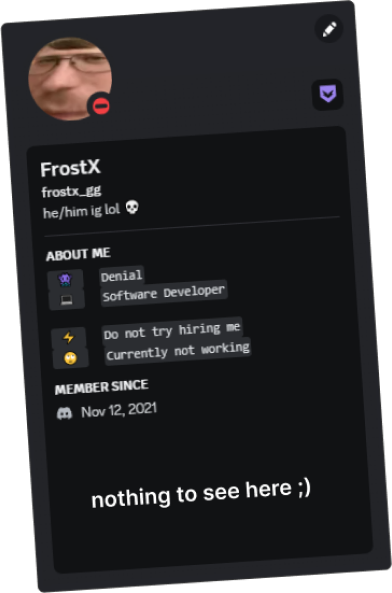 FrostX
frostx_gg
he/him ig lol 💀
ABOUT ME
Denial
Software Developer
Do not try hiring me
Currently not working
MEMBER SINCE
Nov 12, 2021
nothing to see here ;)